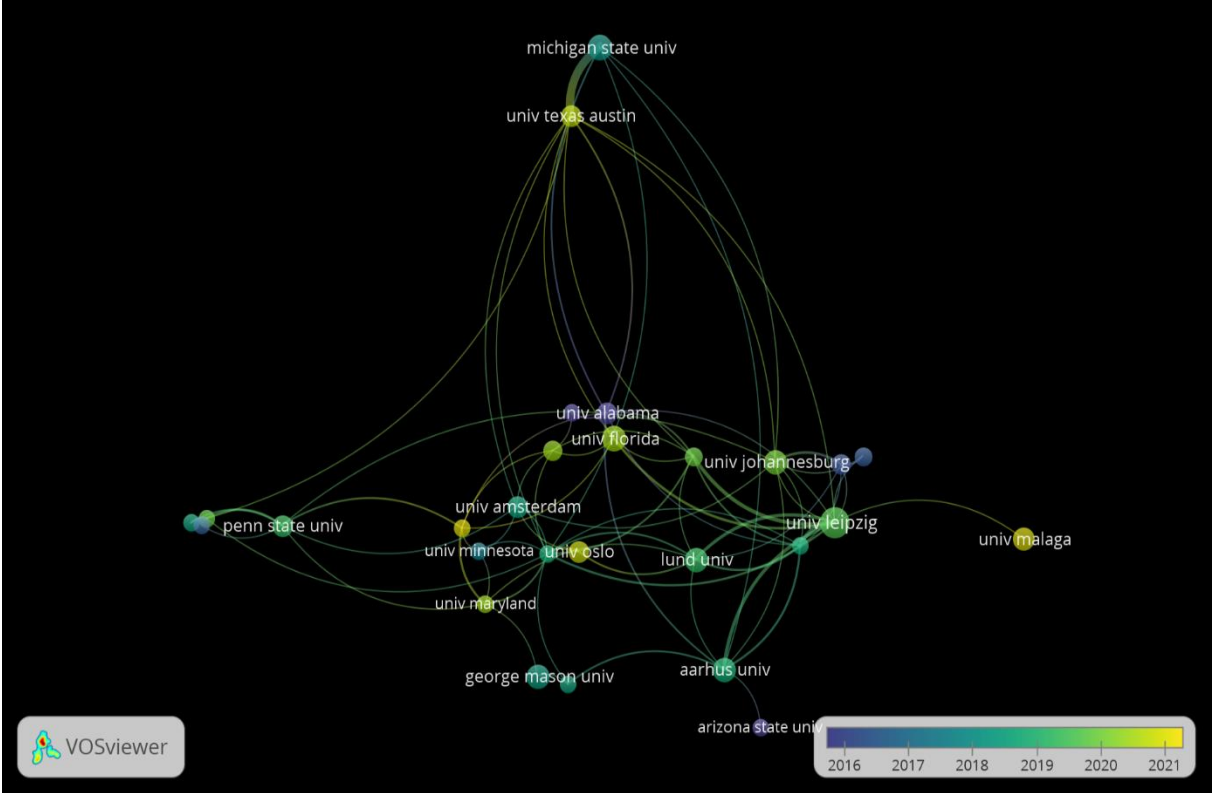 michigan state univ
univ texas austin
univ alabama
univ florida
univ johannesburg
univ amsterdam
penn state univ
univ leipzig
univ malaga
univ minnesota
univ oslo
lund univ
univ maryland
george mason univ
aarhus univ
arizona state univ
VOSviewer
2016 2017 2018 2019 2020 2021